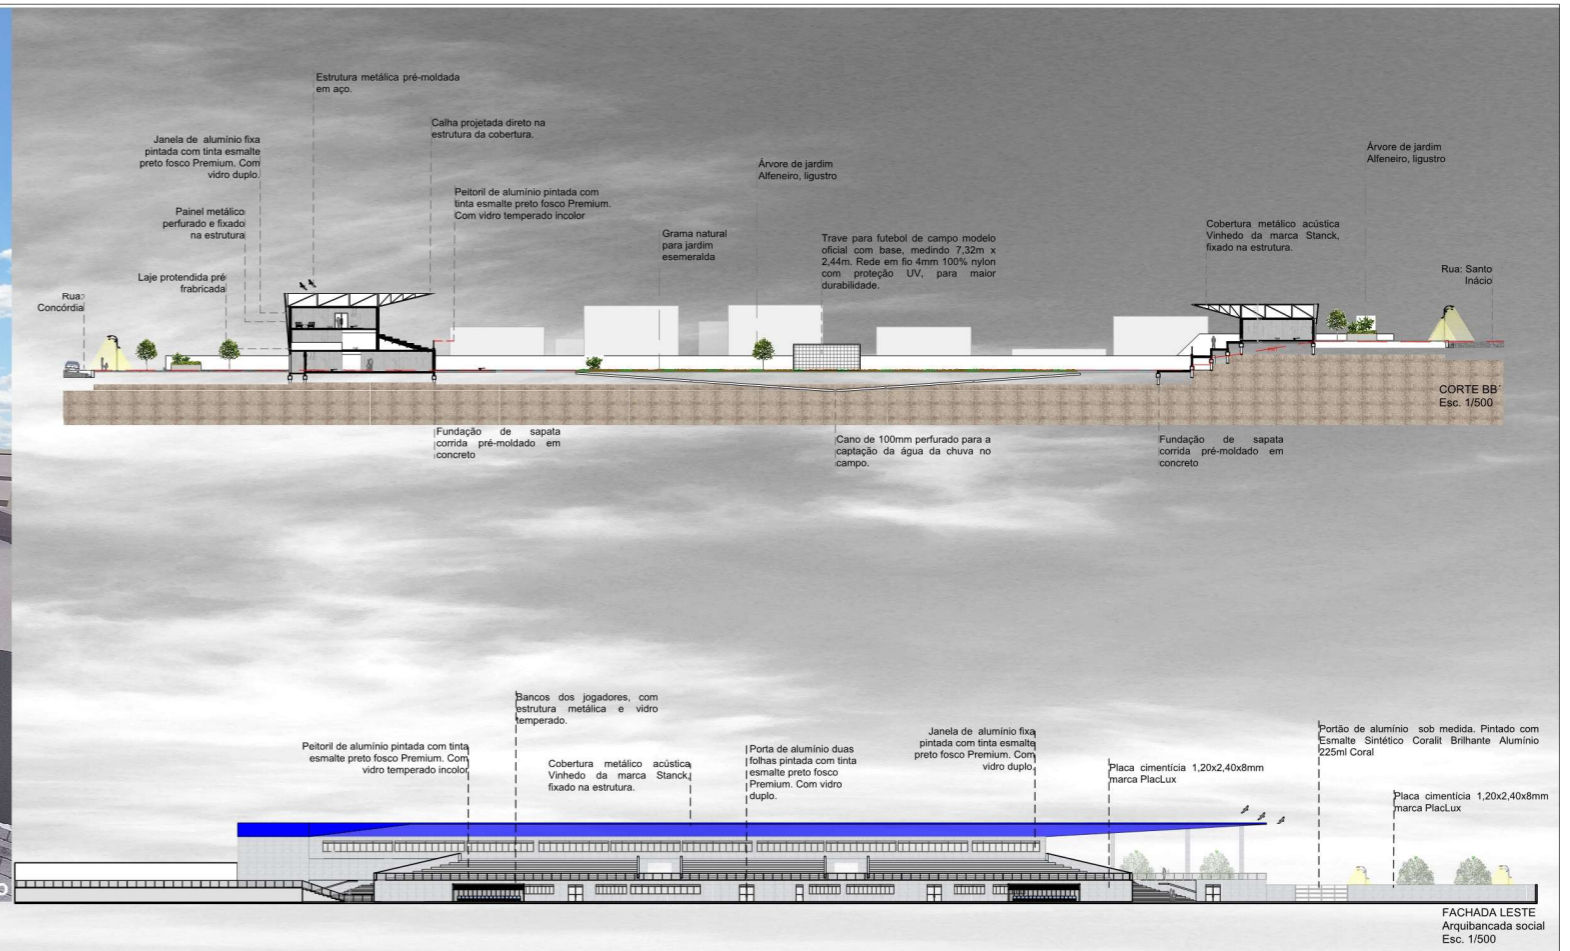 Estrutura metálica pré-moldada
em aço.
Calha projetada direto na
estrutura da cobertura.
Janela de alumínio fixa
pintada com tinta esmalte
preto fosco Premium. Com
vidro duplo.
Árvore de jardim
Alfeneiro, ligustro
Árvore de jardim
Alfeneiro, ligustro
Peitoril de alumínio pintada com
tinta esmalte preto fosco Premium.
Com vidro temperado incolor
Painel metálico
perfurado e fixado
na estrutura
Grama natural
para jardim
esemeralda
Trave para futebol de campo modelo
oficial com base, medindo 7,32m x
2,44m. Rede em fio 4mm 100% nylon
com proteção UV, para maior
durabilidade.
Cobertura metálico acústica
Vinhedo da marca Stanck,
fixado na estrutura.
Laje protendida pré
frabricada
Rua:
Concórdia
Rua: Santo
Inácio
CORTE BB´
Esc. 1/500
Fundação de sapata
corrida pré-moldado em
concreto
Cano de 100mm perfurado para a
captação da água da chuva no
campo.
Fundação de sapata
corrida pré-moldado em
concreto
Bancos dos jogadores, com
estrutura metálica e vidro
temperado.
Peitoril de alumínio pintada com tinta
esmalte preto fosco Premium. Com
vidro temperado incolor
Cobertura metálico acústica
Vinhedo da marca Stanck,
fixado na estrutura.
Porta de alumínio duas
folhas pintada com tinta
esmalte preto fosco
Premium. Com vidro
duplo.
Janela de alumínio fixa
pintada com tinta esmalte
preto fosco Premium. Com
vidro duplo.
Placa cimentícia 1,20x2,40x8mm
marca PlacLux
Portão de alumínio sob medida. Pintado com
Esmalte Sintético Coralit Brilhante Alumínio
225ml Coral
Placa cimentícia 1,20x2,40x8mm
marca PlacLux
O
FACHADA LESTE
Arquibancada social
Esc. 1/500